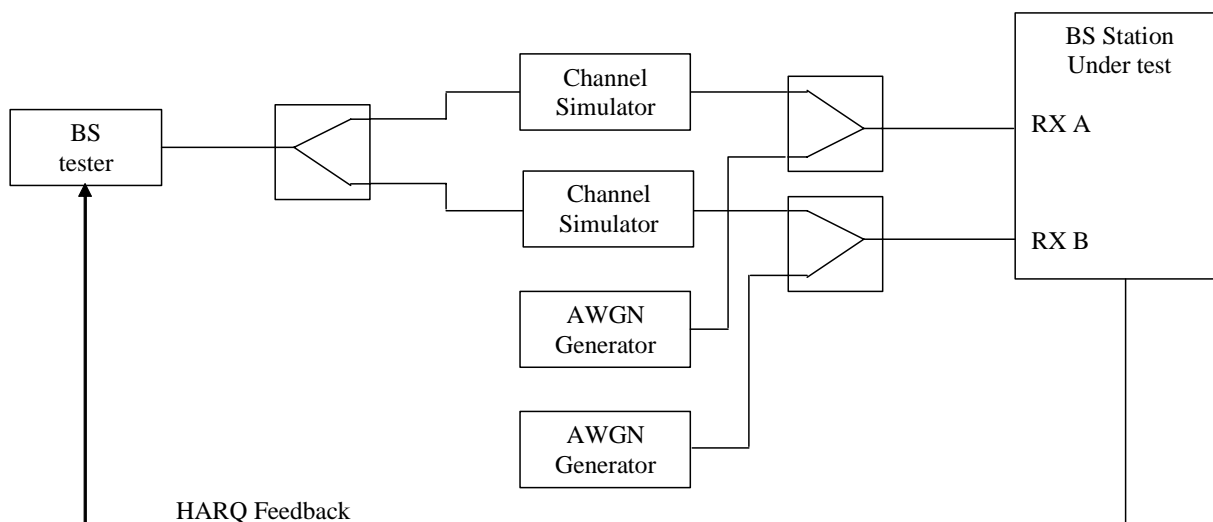 BS
tester
Channel
Simulator
Channel
Simulator
AWGN
Generator
AWGN
Generator
BS Station
Under test
RX A
RX B
HARQ Feedback